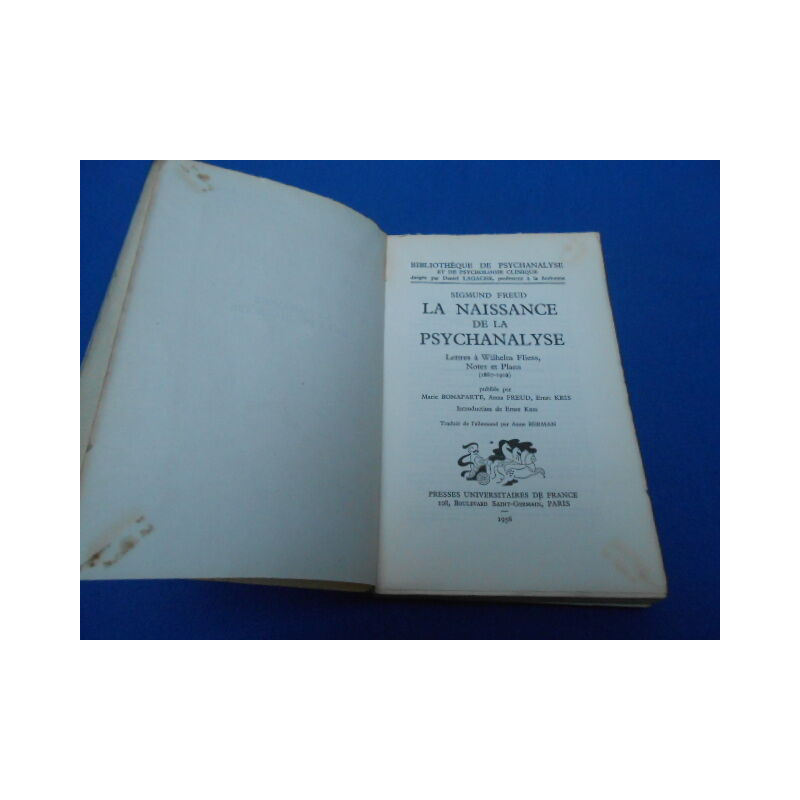 BIBLIOTHÈQUE DE PSYCHANALYSE
ET DE PSYCHOLOGIE CLINIQUE
dirigée par Daniel LAGACHE, professeur à la Sorbonne
SIGMUND FREUD
LA NAISSANCE
DE LA
PSYCHANALYSE
Lettres à Wilhelm Fliess,
Notes et Plans
(1887-1902)
publiés par
Marie BONAPARTE, Anna FREUD, Ernst KRIS
Introduction de Ernst KRIS
Traduit de l'allemand par Anne BERMAN
PRESSES UNIVERSITAIRES DE FRANCE
108, BOULEVARD SAINT-GERMAIN, PARIS
—
1956